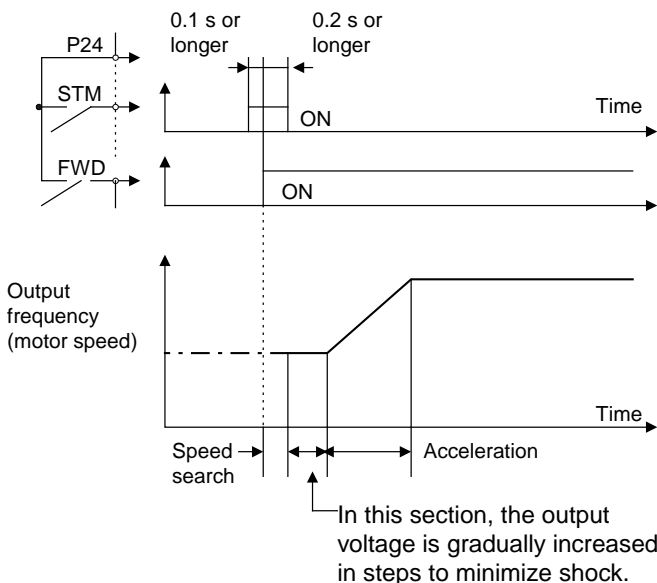 0.1 s or
longer
0.2 s or
longer
P24
STM
ON
Time
FWD
ON
Output
frequency
(motor speed)
Time
Speed
search
Acceleration
In this section, the output
voltage is gradually increased
in steps to minimize shock.